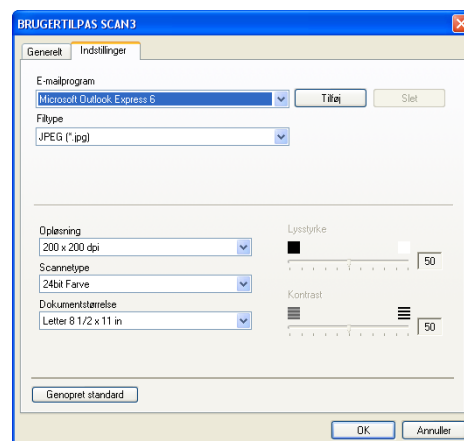 BRUGERTILPAS SCAN3
Generelt
Indstillinger
E-mailprogram
Microsoft Outlook Express 6
Tilføj
Slet
Filtype
JPEG (*.jpg)
Opløsning
200 x 200 dpi
Scannetype
24bit Farve
Dokumentstørrelse
Letter 8 1/2 x 11 in
Lysstyrke
50
Kontrast
50
Genopret standard
OK
Annuller